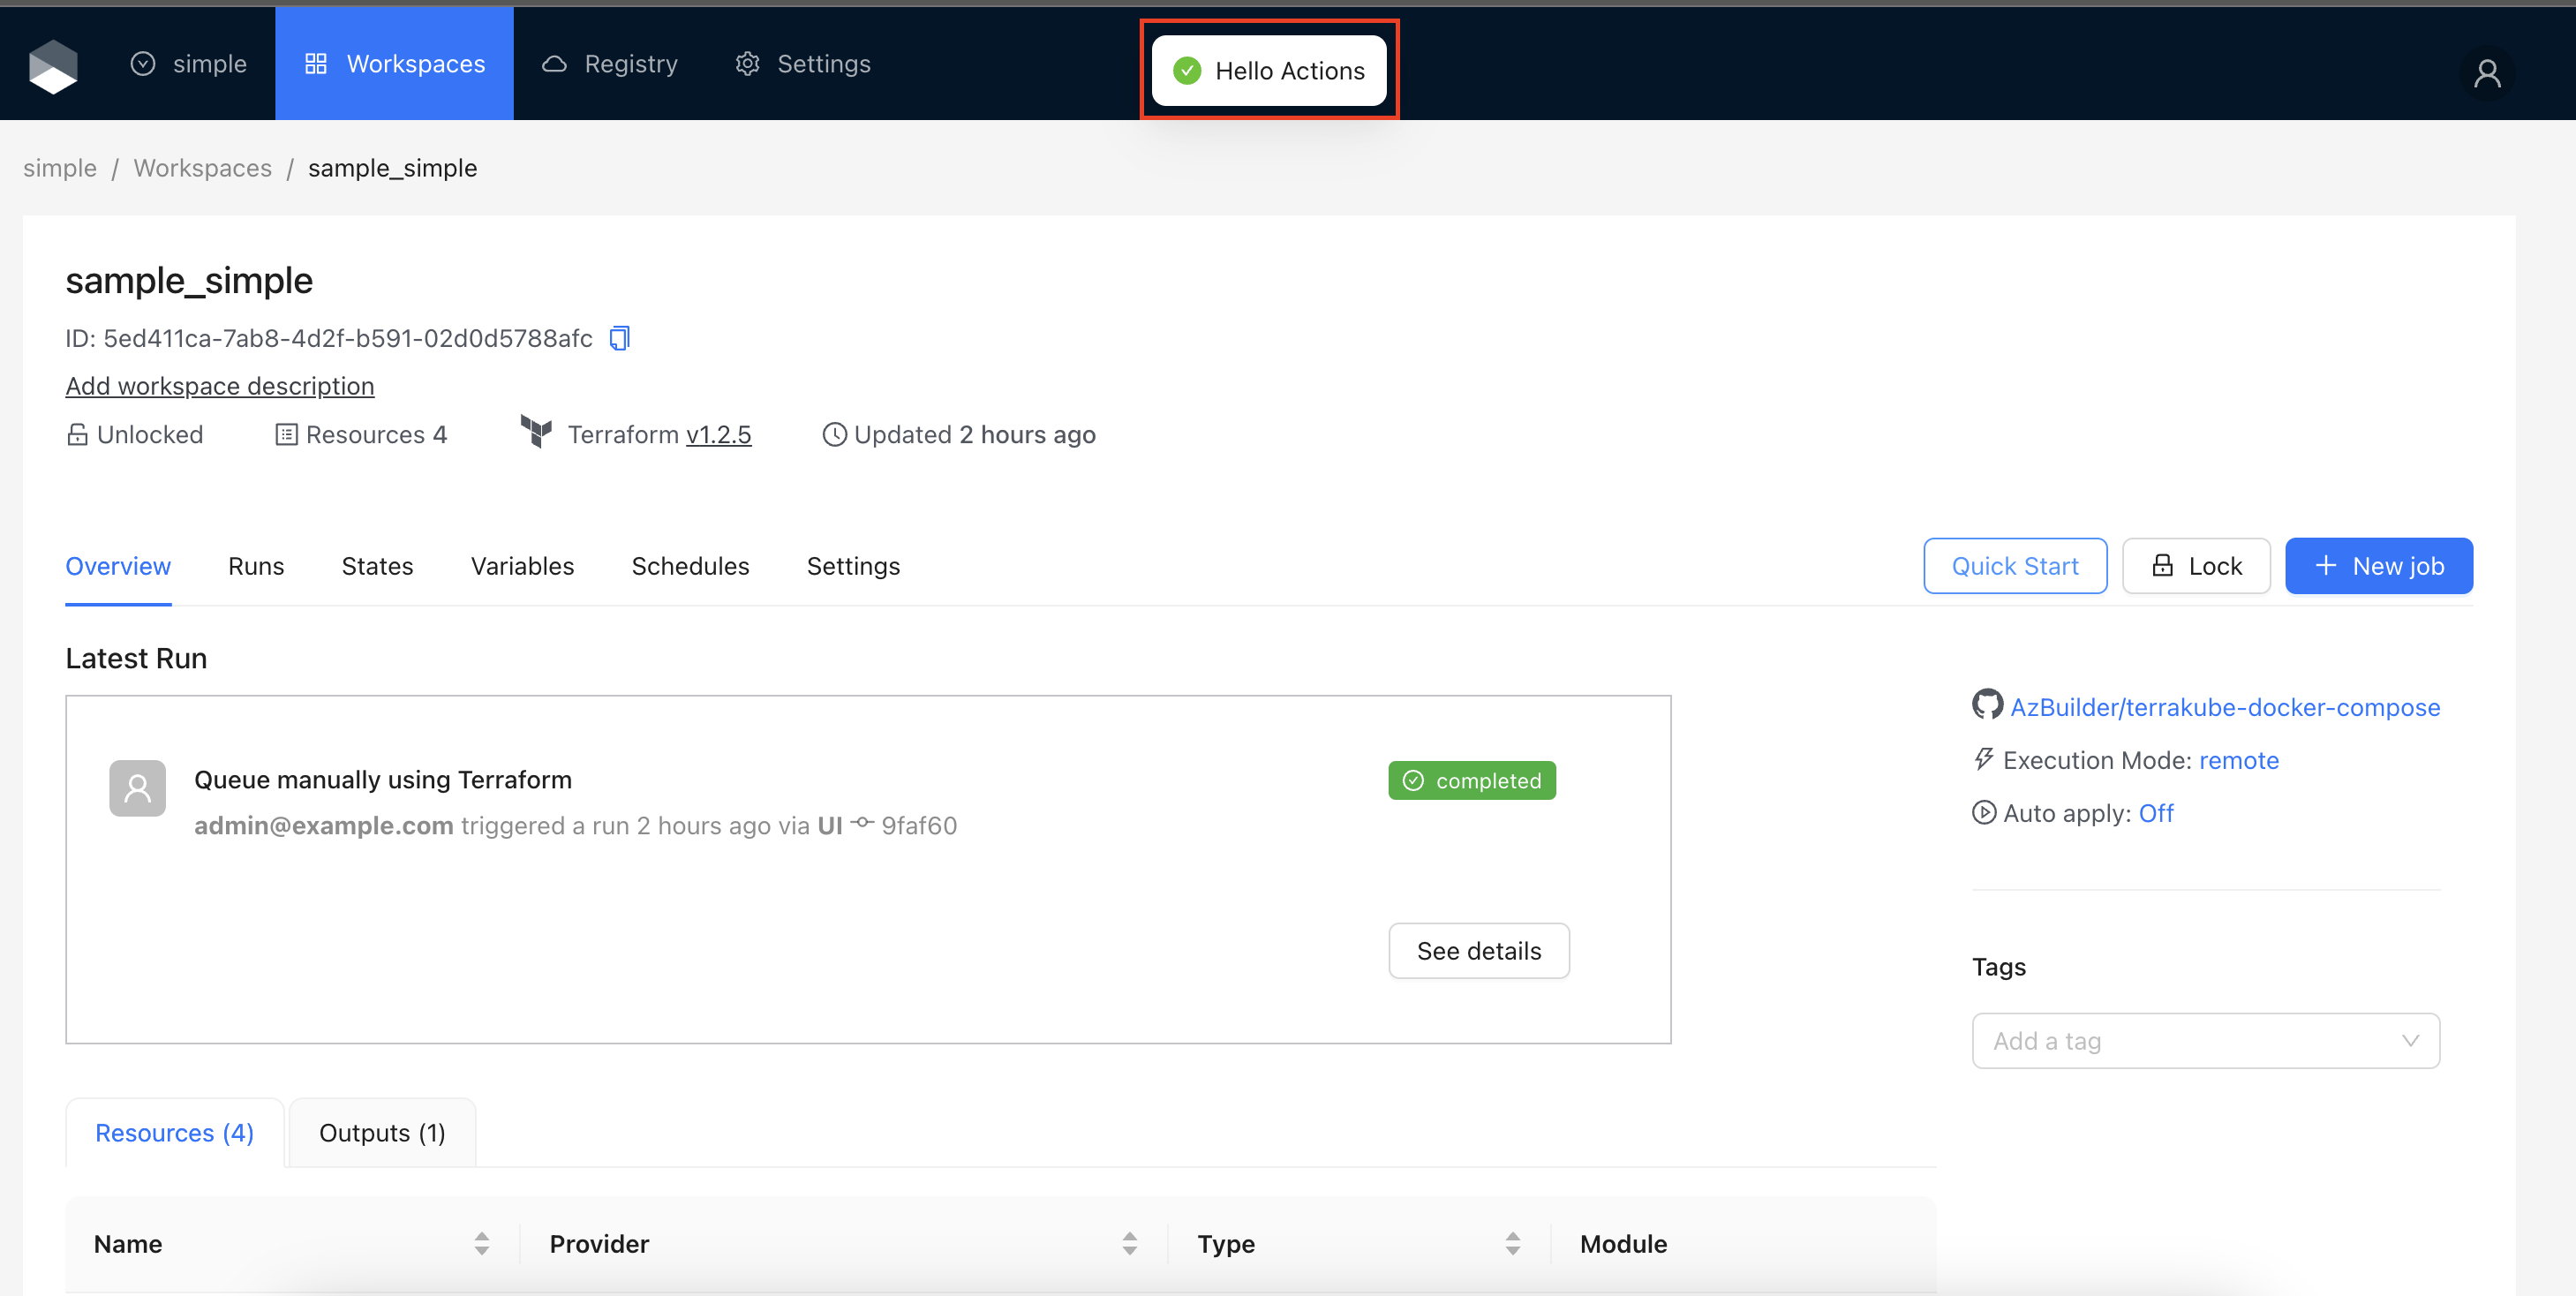 simple Workspaces Registry Settings Hello Actions
simple / Workspaces / sample_simple
sample_simple
ID: 5ed411ca-7ab8-4d2f-b591-02d0d5788afc
Add workspace description
Unlocked Resources 4 Terraform v1.2.5 Updated 2 hours ago
Overview Runs States Variables Schedules Settings Quick Start Lock + New job
Latest Run
AzBuilder/terrakube-docker-compose
Queue manually using Terraform completed
Execution Mode: remote
admin@example.com triggered a run 2 hours ago via UI 9faf60
Auto apply: Off
See details
Tags
Add a tag
Resources (4) Outputs (1)
Name Provider Type Module